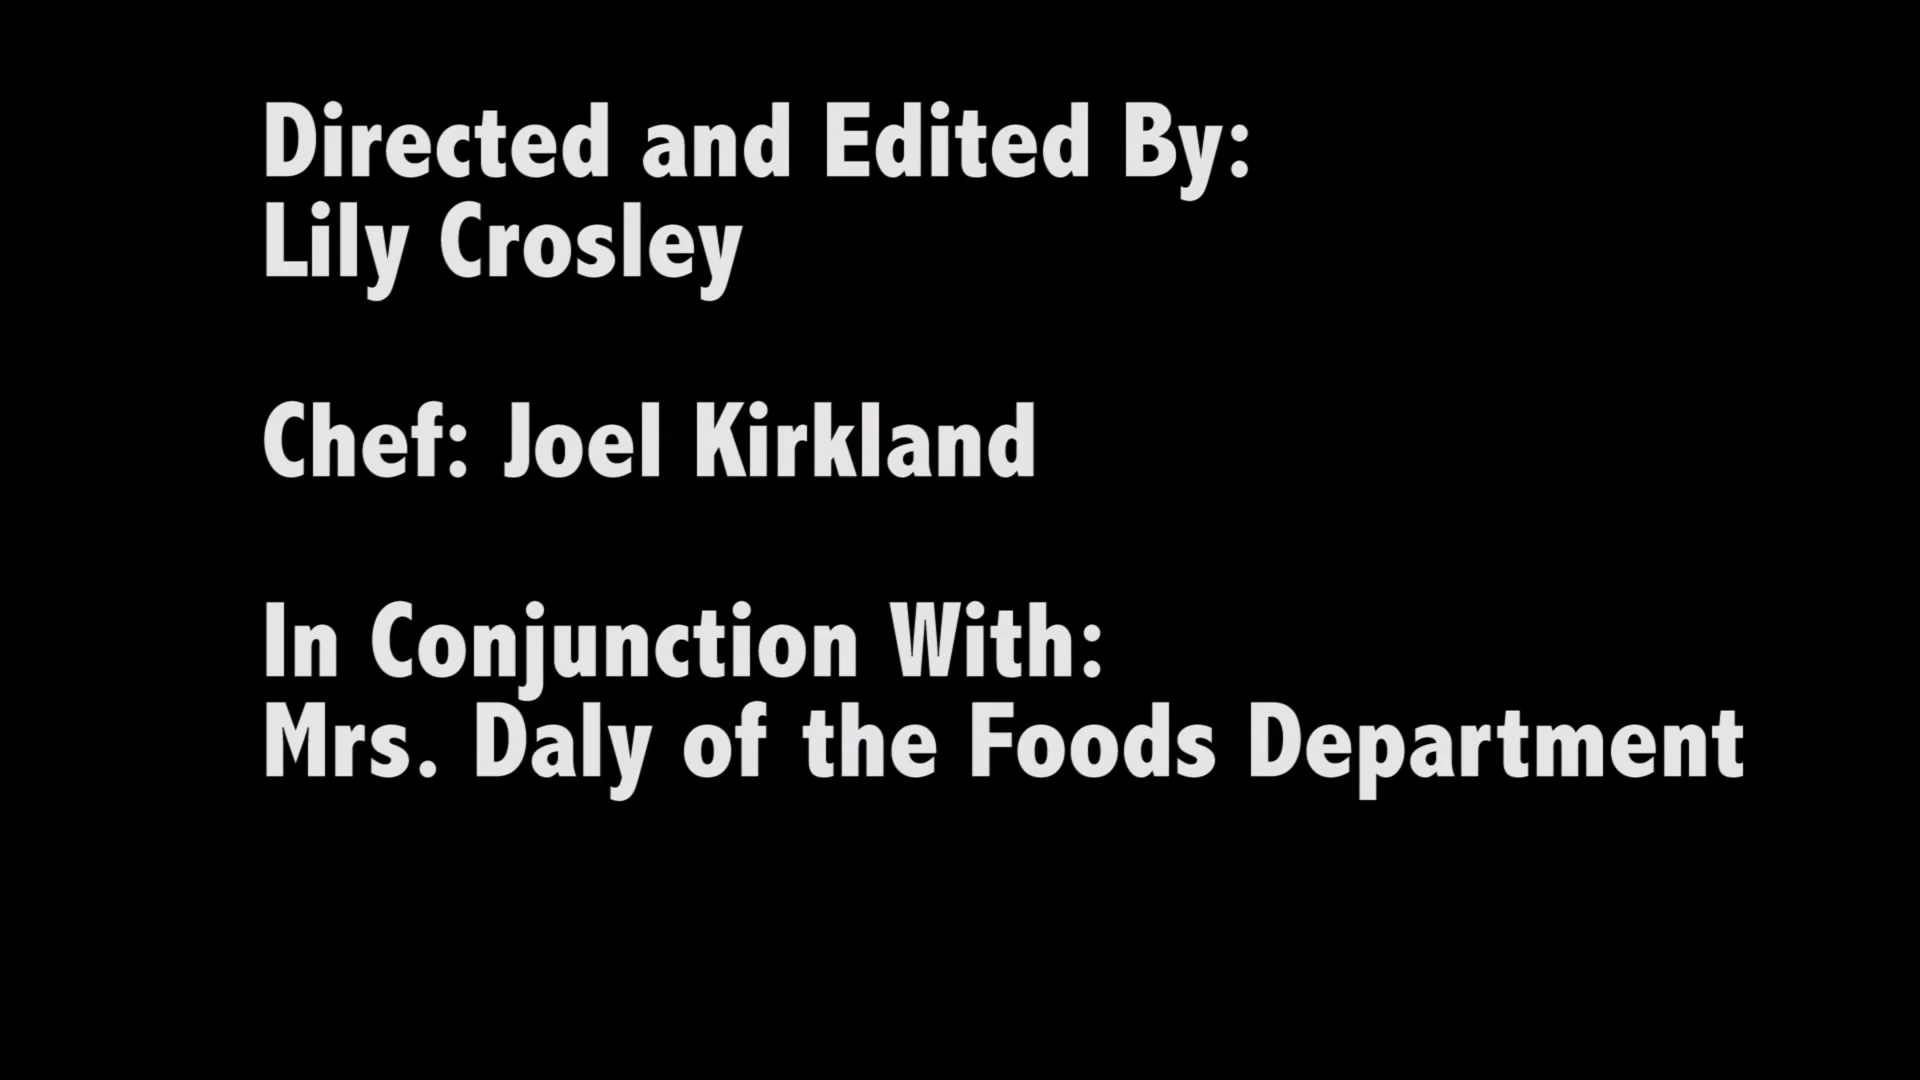 Directed and Edited By:
Lily Crosley
Chef: Joel Kirkland
In Conjunction With:
Mrs. Daly of the Foods Department